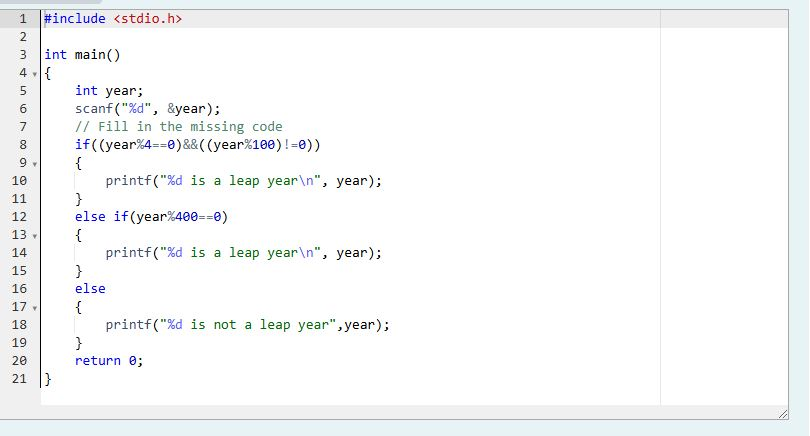 1 #include <stdio.h>
2
3 int main()
4 {
5     int year;
6     scanf("%d", &year);
7     // Fill in the missing code
8     if((year%4==0)&&((year%100)!=0))
9     {
10         printf("%d is a leap year\n", year);
11     }
12     else if(year%400==0)
13     {
14         printf("%d is a leap year\n", year);
15     }
16     else
17     {
18         printf("%d is not a leap year",year);
19     }
20     return 0;
21 }